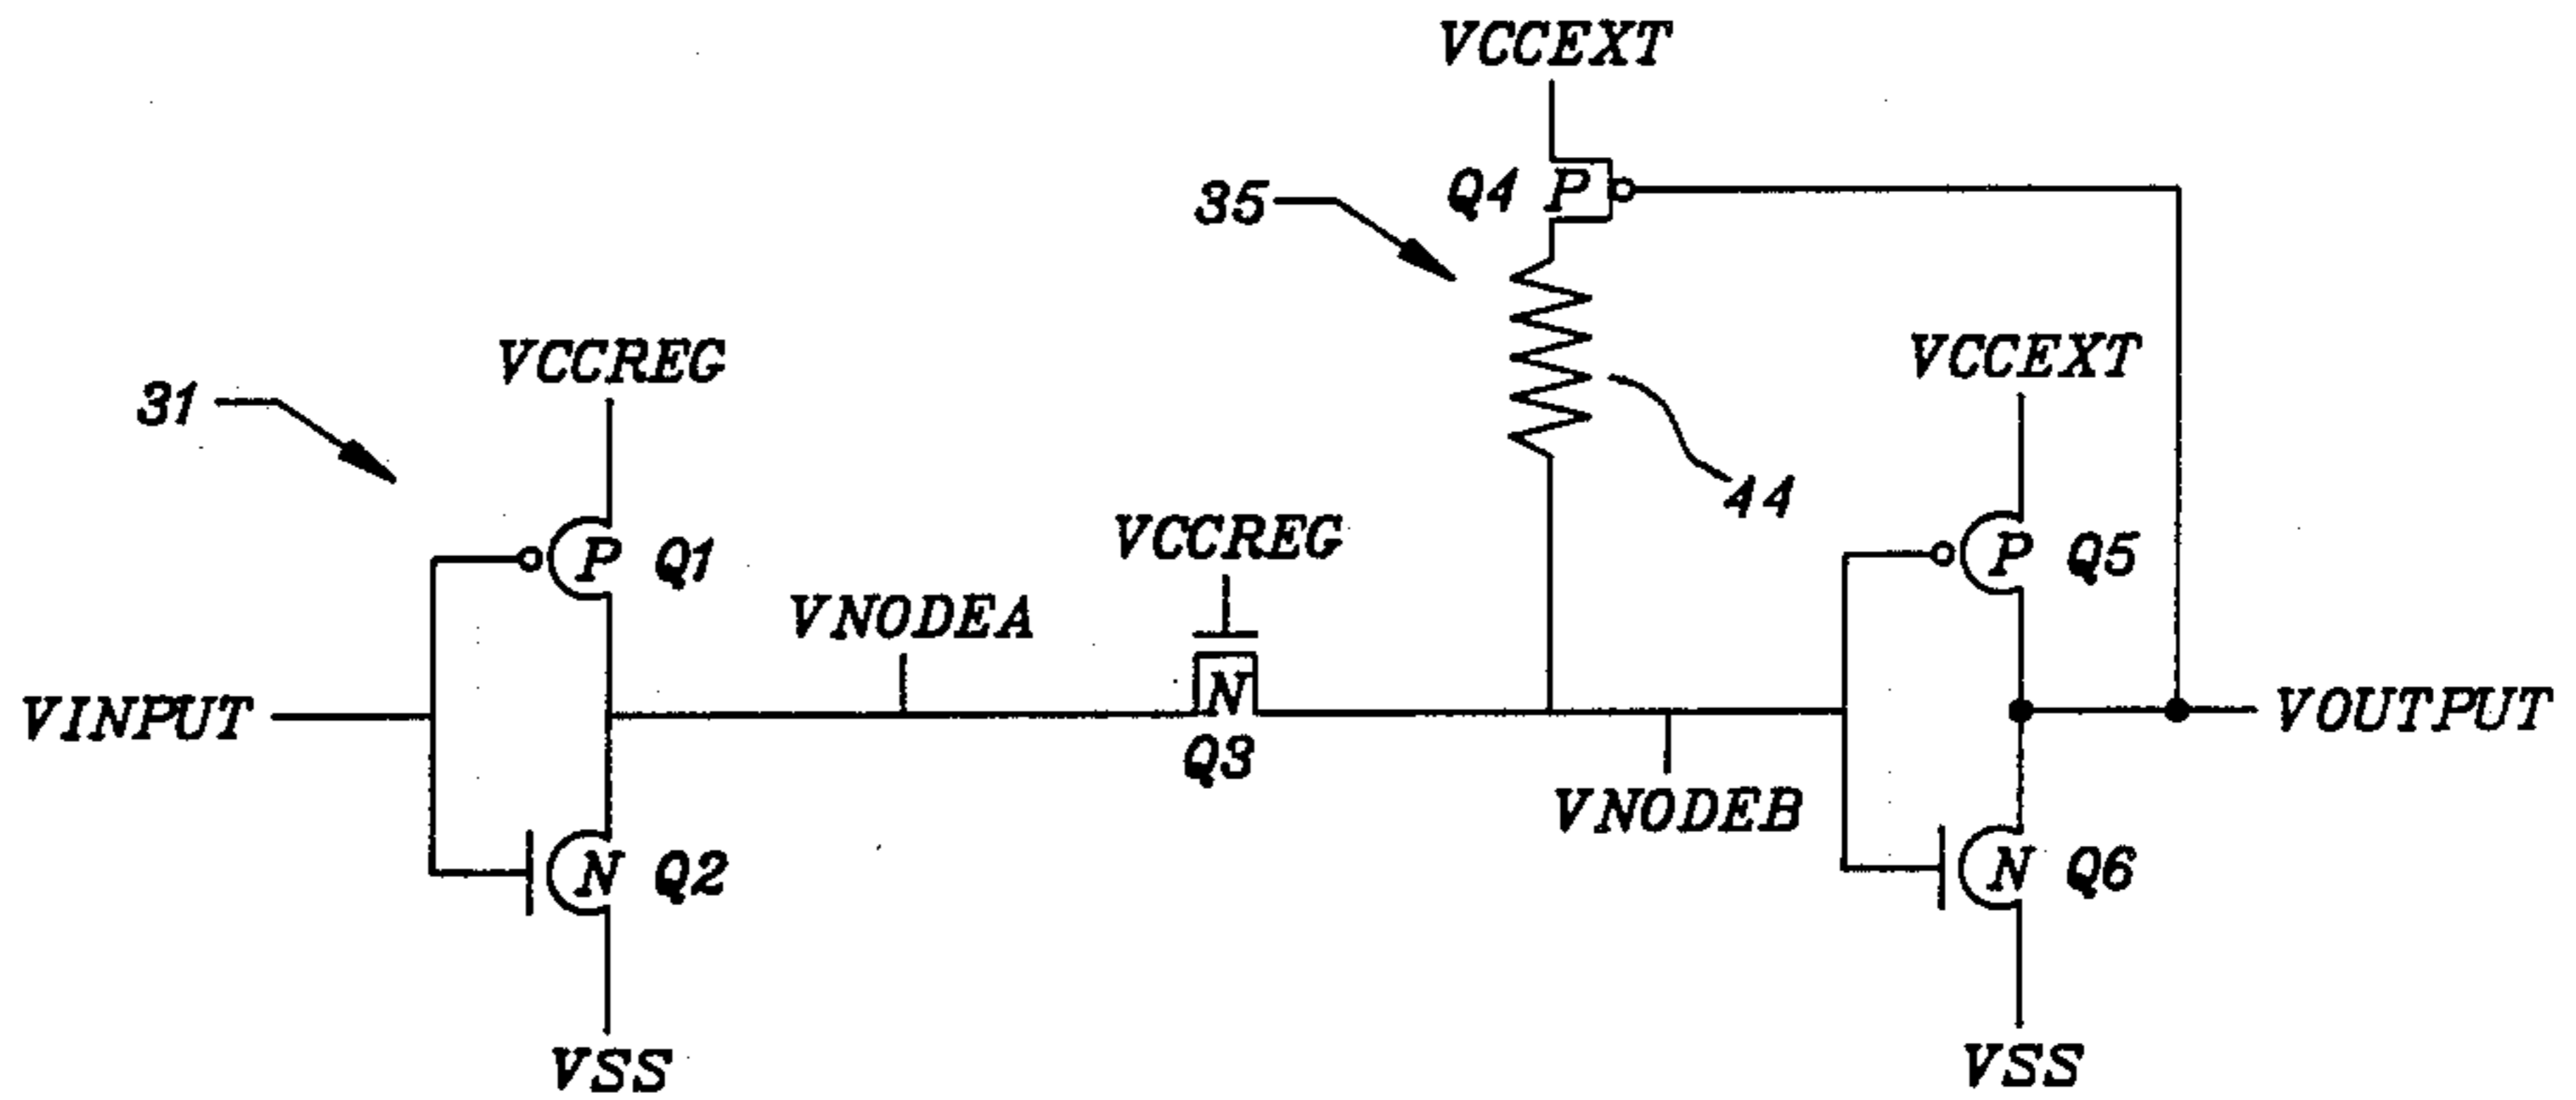 VCCEXT
Q4 P
35
VCCREG
VCCEXT
31
44
VCCREG
P Q1
P Q5
VNODEA
N
VINPUT
VOUTPUT
Q3
VNODEB
N Q2
N Q6
VSS
VSS